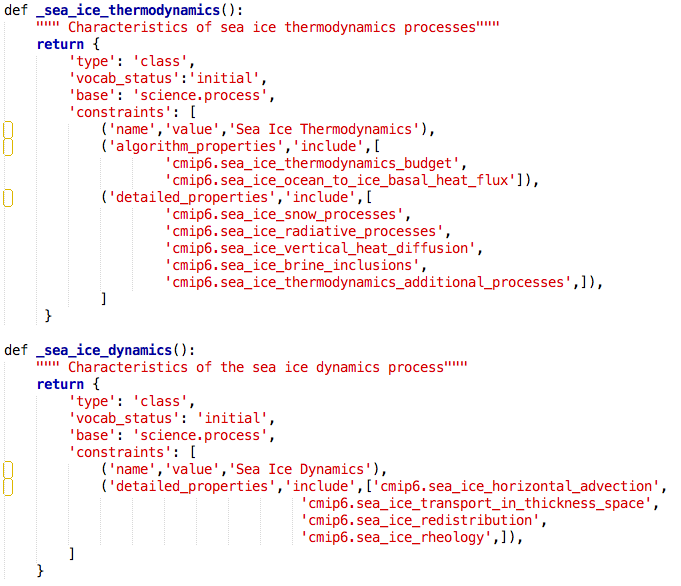 def _sea_ice_thermodynamics():
    """ Characteristics of sea ice thermodynamics processes"""
    return {
        'type': 'class',
        'vocab_status':'initial',
        'base': 'science.process',
        'constraints': [
            ('name','value','Sea Ice Thermodynamics'),
            ('algorithm_properties','include',[
                    'cmip6.sea_ice_thermodynamics_budget',
                    'cmip6.sea_ice_ocean_to_ice_basal_heat_flux']),
            ('detailed_properties','include',[
                    'cmip6.sea_ice_snow_processes',
                    'cmip6.sea_ice_radiative_processes',
                    'cmip6.sea_ice_vertical_heat_diffusion',
                    'cmip6.sea_ice_brine_inclusions',
                    'cmip6.sea_ice_thermodynamics_additional_processes',]),
            ]
     }
def _sea_ice_dynamics():
    """ Characteristics of the sea ice dynamics process"""
    return {
        'type': 'class',
        'vocab_status': 'initial',
        'base': 'science.process',
        'constraints': [
            ('name','value','Sea Ice Dynamics'),
            ('detailed_properties','include',['cmip6.sea_ice_horizontal_advection',
                                     'cmip6.sea_ice_transport_in_thickness_space',
                                     'cmip6.sea_ice_redistribution',
                                     'cmip6.sea_ice_rheology',]),
        ]
    }